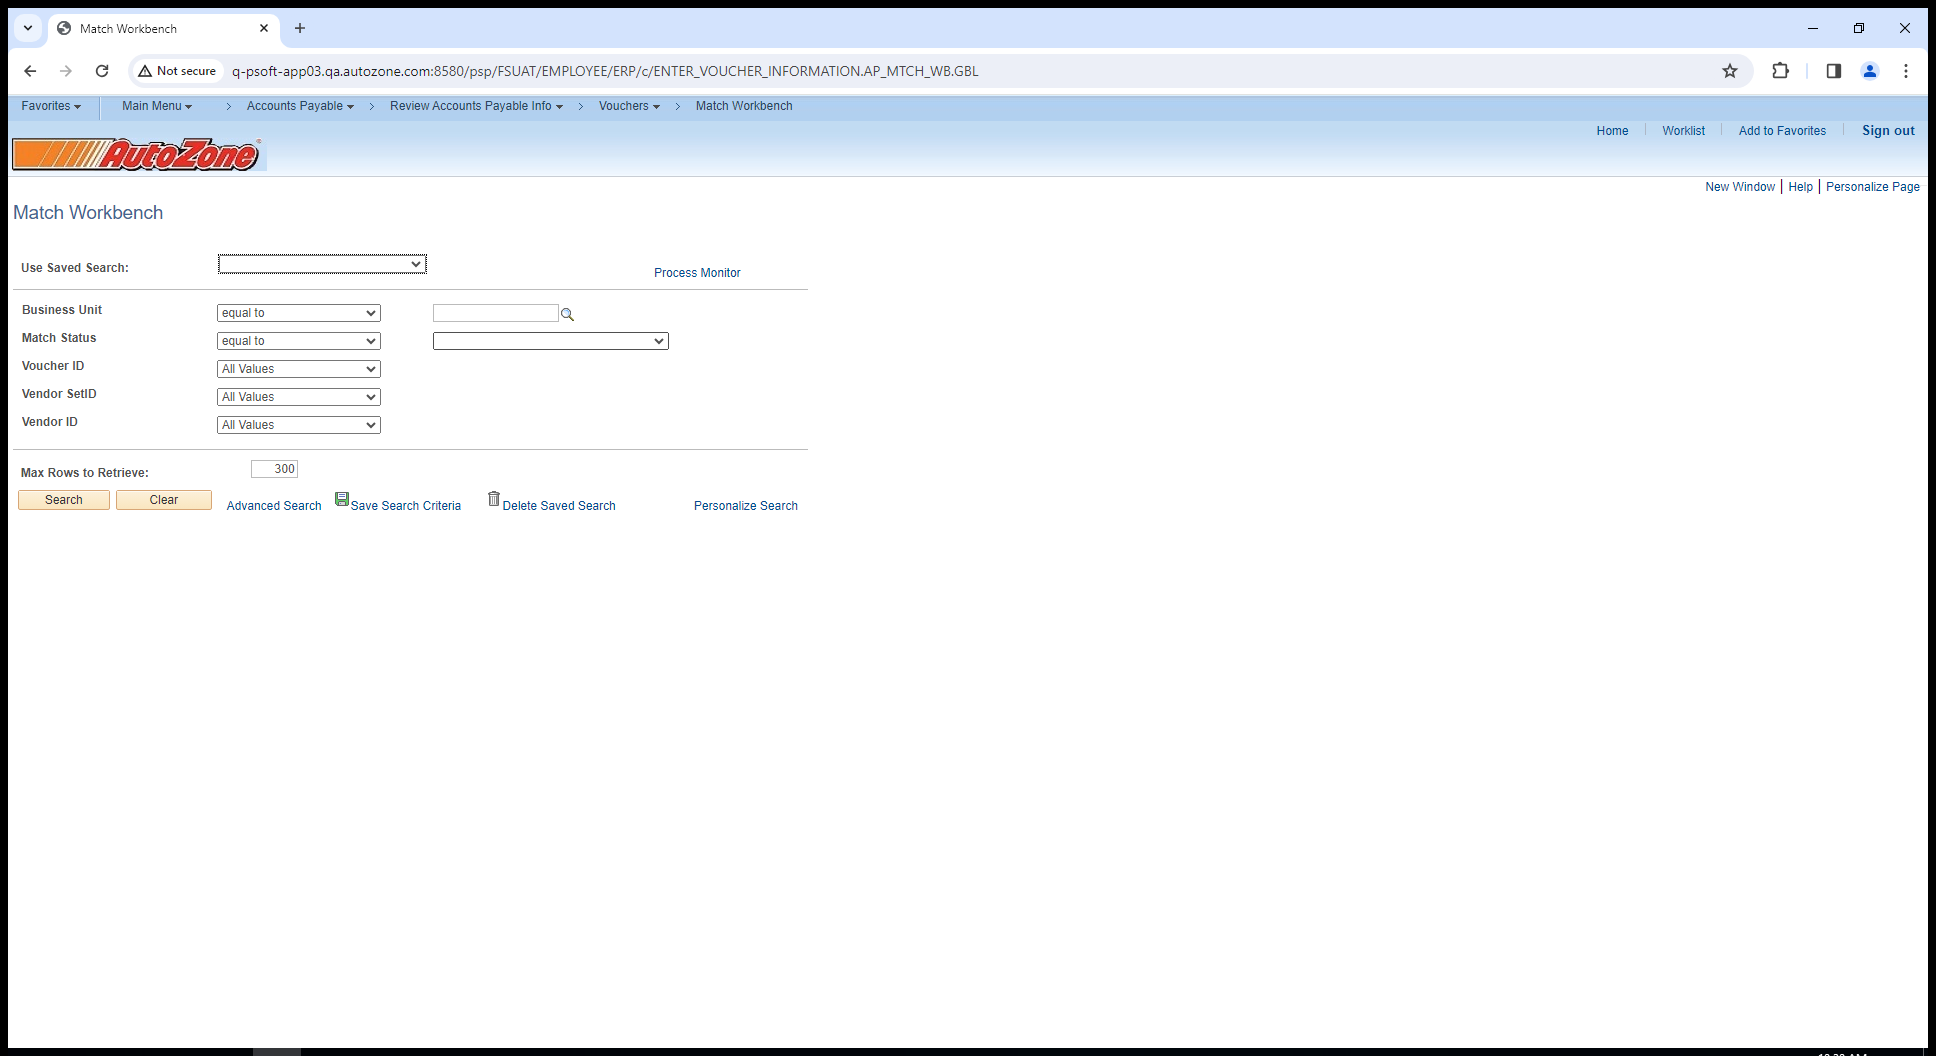 Match Workbench
Not secure
q-psoft-app03.qa.autozone.com:8580/psp/FSUAT/EMPLOYEE/ERP/c/ENTER_VOUCHER_INFORMATION.AP_MTCH_WB.GBL
Favorites Main Menu > Accounts Payable > Review Accounts Payable Info > Vouchers > Match Workbench
Home Worklist Add to Favorites Sign out
AutoZone
New Window | Help | Personalize Page
Match Workbench
Use Saved Search:
Process Monitor
Business Unit equal to
Match Status equal to
Voucher ID All Values
Vendor SetID All Values
Vendor ID All Values
Max Rows to Retrieve: 300
Search Clear Advanced Search Save Search Criteria Delete Saved Search Personalize Search